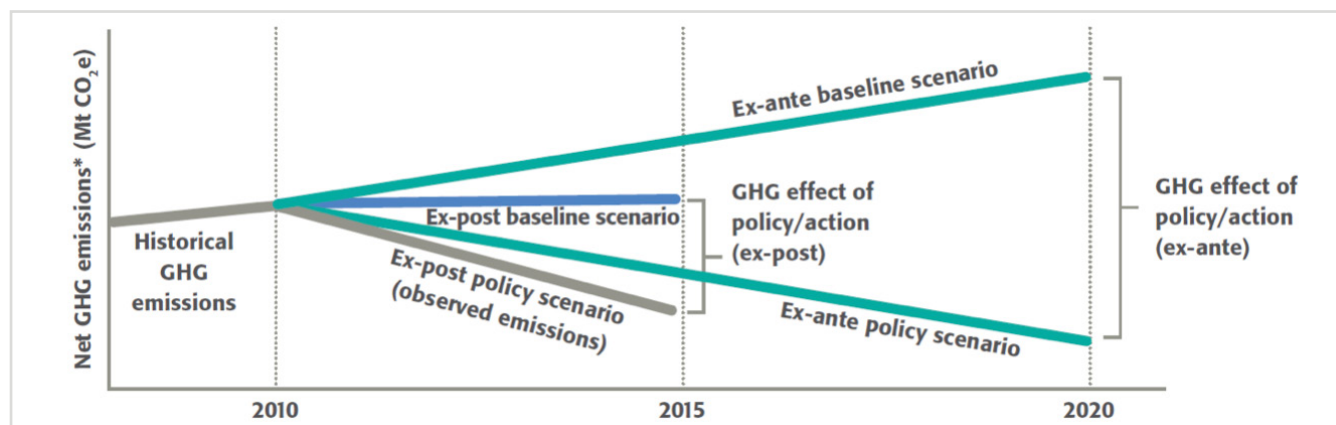 Net GHG emissions* (Mt CO₂e)
Historical
GHG
emissions
Ex-ante baseline scenario
Ex-post baseline scenario
Ex-post policy scenario
(observed emissions)
GHG effect of
policy/action
(ex-post)
Ex-ante policy scenario
GHG effect of
policy/action
(ex-ante)
2010
2015
2020